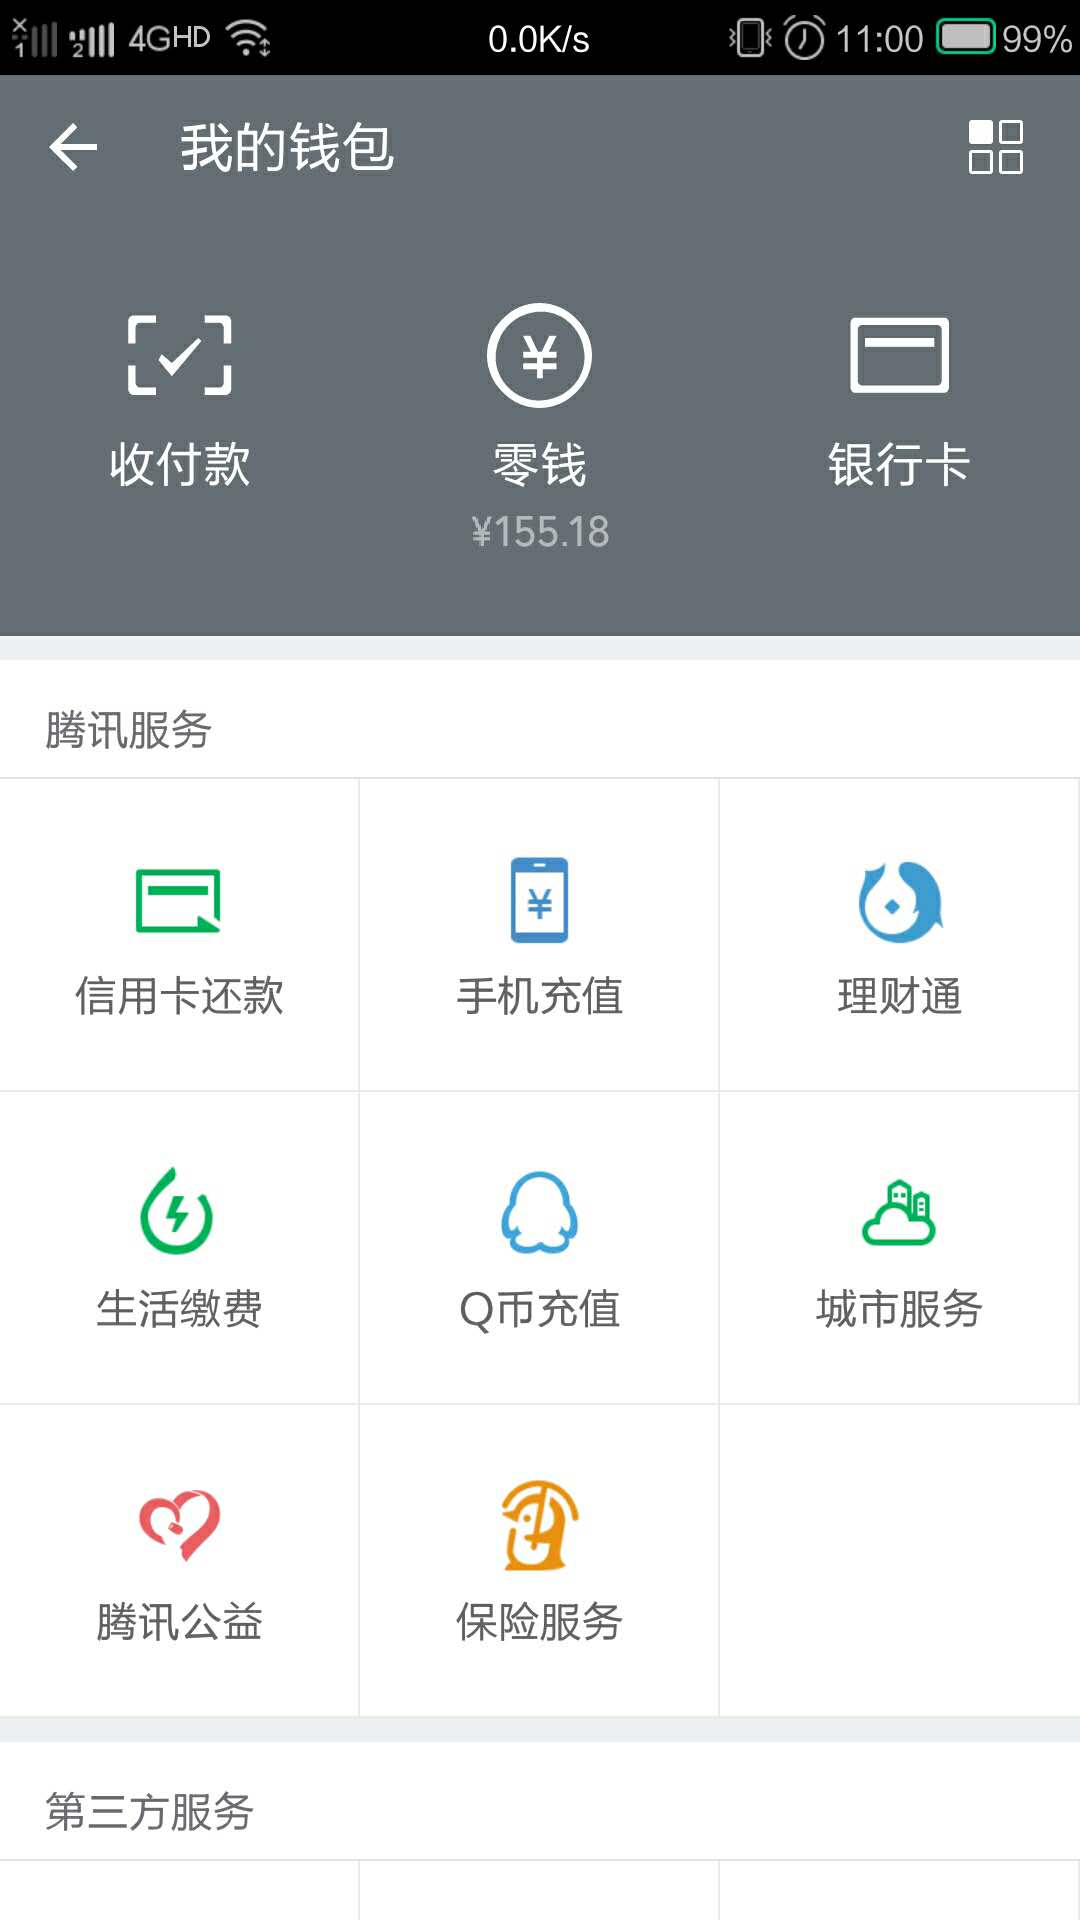 1 2 4GHD 0.0K/s 11:00 99%
我的钱包
收付款 零钱 银行卡
¥155.18
腾讯服务
信用卡还款 手机充值 理财通
生活缴费 Q币充值 城市服务
腾讯公益 保险服务
第三方服务